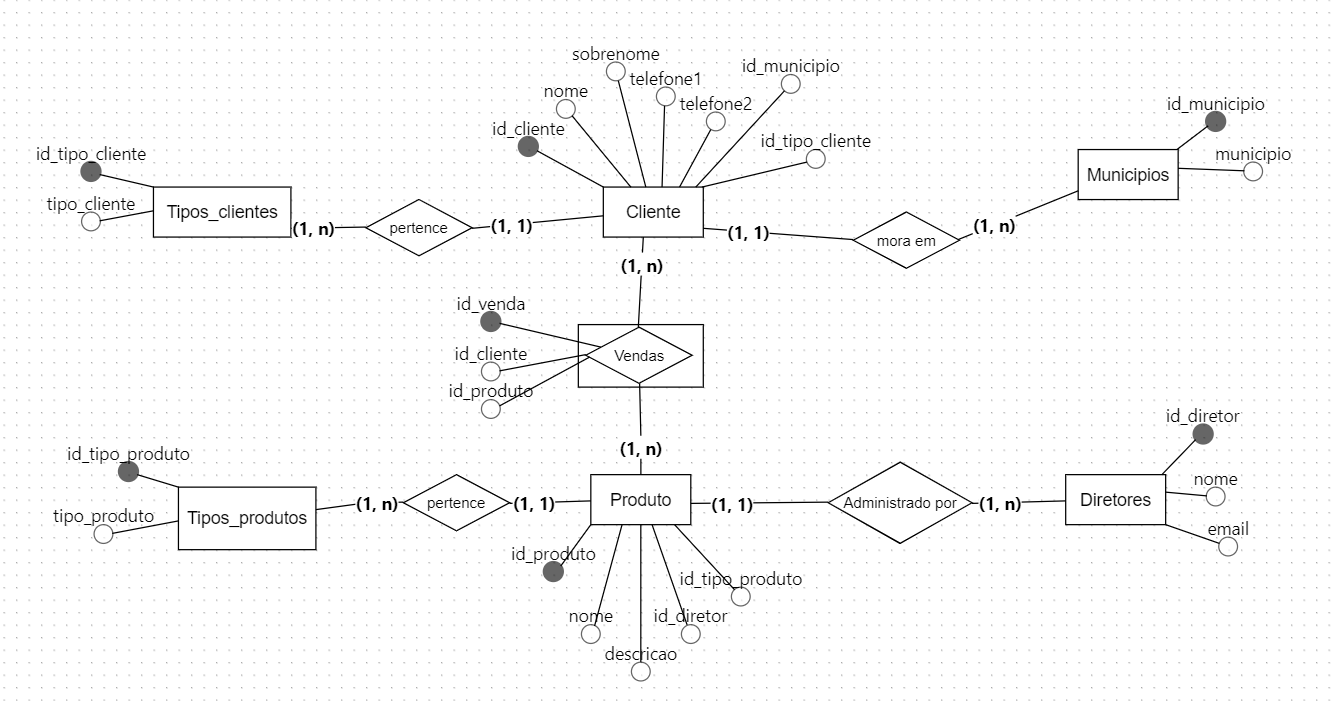 sobrenome
id_municipio
telefone1
nome
telefone2
id_cliente
id_tipo_cliente
id_municipio
municipio
Municipios
id_tipo_cliente
tipo_cliente
Tipos_clientes
(1, n)
pertence
(1, 1)
Cliente
(1, 1)
mora em
(1, n)
(1, n)
id_venda
id_cliente
id_produto
Vendas
(1, n)
id_tipo_produto
tipo_produto
Tipos_produtos
(1, n)
pertence
(1, 1)
Produto
(1, 1)
Administrado por
(1, n)
Diretores
id_diretor
nome
email
id_produto
id_tipo_produto
nome
id_diretor
descricao